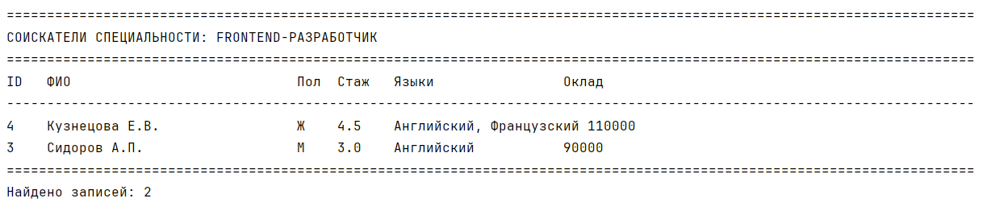 ========================================================================================================================
СОИСКАТЕЛИ СПЕЦИАЛЬНОСТИ: FRONTEND-РАЗРАБОТЧИК
========================================================================================================================
ID   ФИО                            Пол  Стаж   Языки                Оклад
------------------------------------------------------------------------------------------------------------------------
4    Кузнецова Е.В.                 Ж    4.5    Английский, Французский 110000
3    Сидоров А.П.                   М    3.0    Английский           90000
========================================================================================================================
Найдено записей: 2